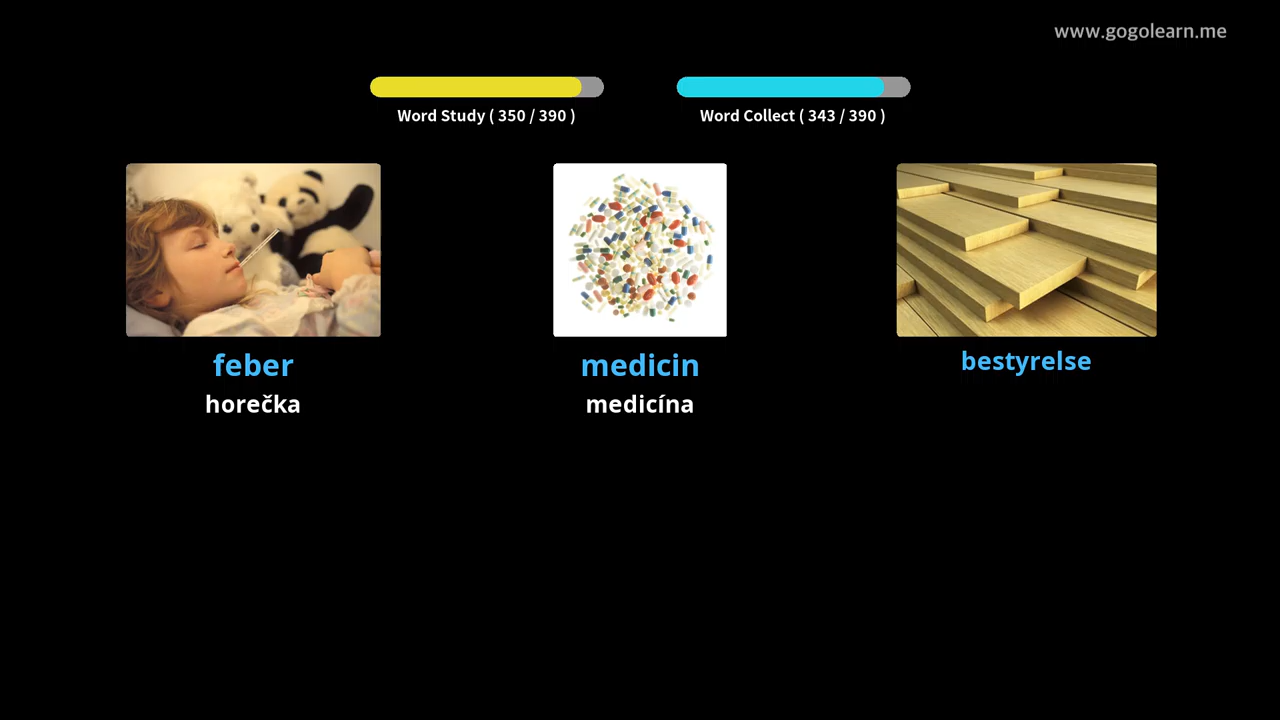 www.gogolearn.me
Word Study ( 350 / 390 )
Word Collect ( 343 / 390 )
feber
medicin
bestyrelse
horečka
medicína